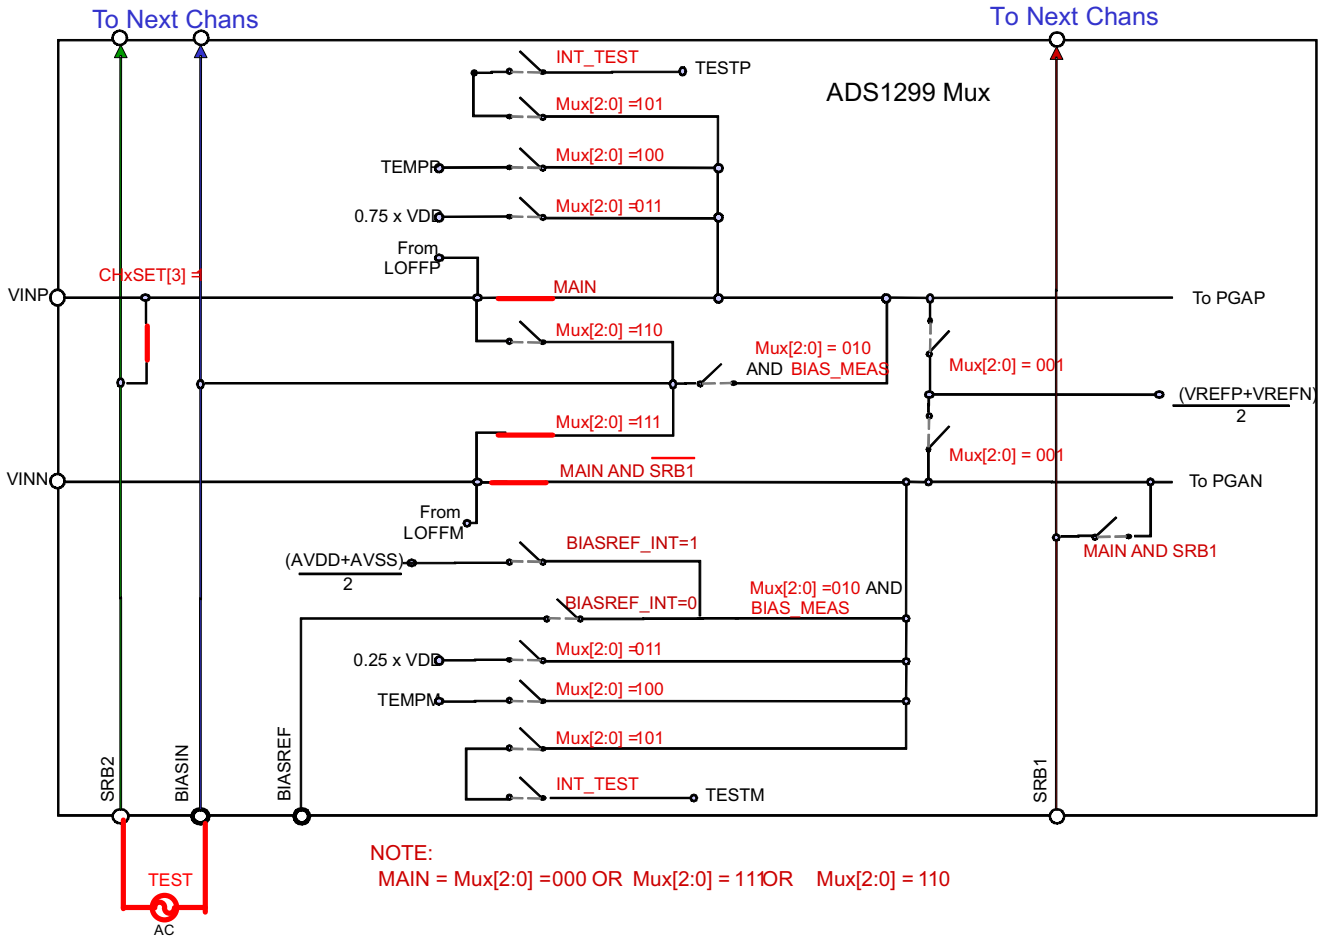 To Next Chans
To Next Chans
INT_TEST
TESTP
ADS1299 Mux
Mux[2:0] =101
TEMPP
Mux[2:0] =100
0.75 x VDD
Mux[2:0] =011
From
LOFFP
CHxSET[3] =1
VINP
MAIN
To PGAP
Mux[2:0] =110
Mux[2:0] = 010
AND BIAS_MEAS
Mux[2:0] = 001
(VREFP+VREFN)
2
Mux[2:0] =111
Mux[2:0] = 001
MAIN AND SRB1
VINN
To PGAN
From
LOFFM
BIASREF_INT=1
MAIN AND SRB1
(AVDD+AVSS)
2
Mux[2:0] =010 AND
BIAS_MEAS
BIASREF_INT=0
0.25 x VDD
Mux[2:0] =011
TEMPM
Mux[2:0] =100
Mux[2:0] =101
SRB2
BIASIN
BIASREF
SRB1
INT_TEST
TESTM
NOTE:
MAIN = Mux[2:0] =000 OR Mux[2:0] = 111OR Mux[2:0] = 110
TEST
AC